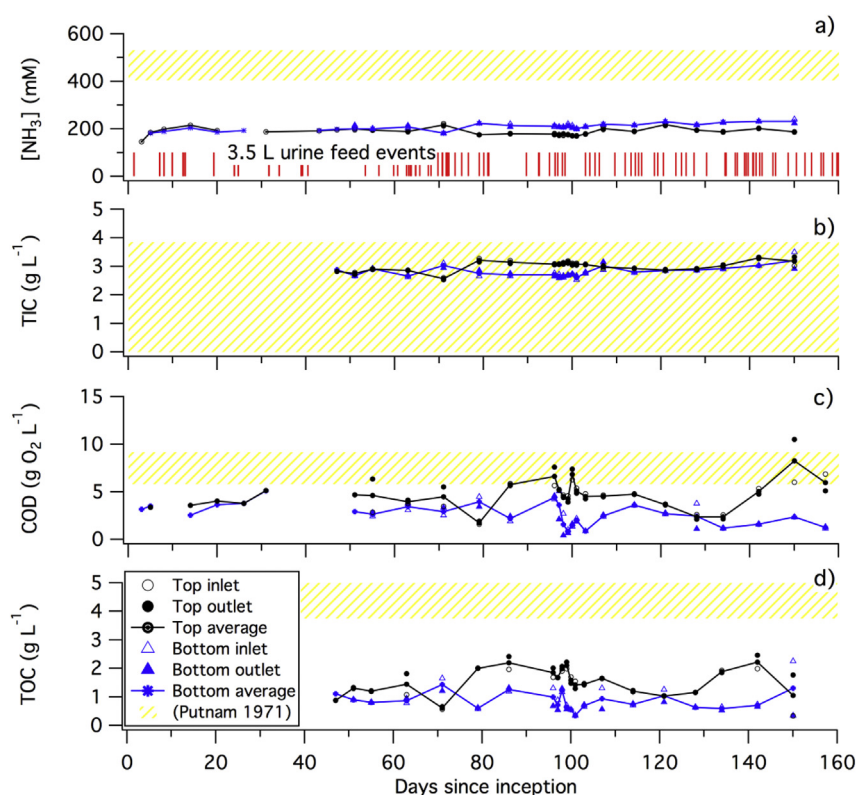 a)
600
400
200
0
[NH3] (mM)
3.5 L urine feed events
b)
5
4
3
2
1
0
TIC (g L-1)
c)
15
10
5
0
COD (g O2 L-1)
d)
5
4
3
2
1
0
TOC (g L-1)
Top inlet
Top outlet
Top average
Bottom inlet
Bottom outlet
Bottom average
(Putnam 1971)
0 20 40 60 80 100 120 140 160
Days since inception